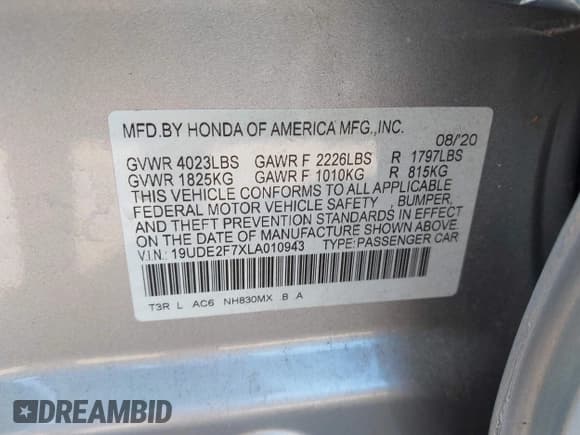 MFD.BY HONDA OF AMERICA MFG.,INC.
08/'20
GVWR 4023LBS GAWR F 2226LBS R 1797LBS
GVWR 1825KG GAWR F 1010KG R 815KG
THIS VEHICLE CONFORMS TO ALL APPLICABLE
FEDERAL MOTOR VEHICLE SAFETY , BUMPER,
AND THEFT PREVENTION STANDARDS IN EFFECT
ON THE DATE OF MANUFACTURE SHOWN ABOVE.
V.I.N: 19UDE2F7XLA010943 TYPE:PASSENGER CAR
T3R L AC6 NH830MX B A
DREAMBID